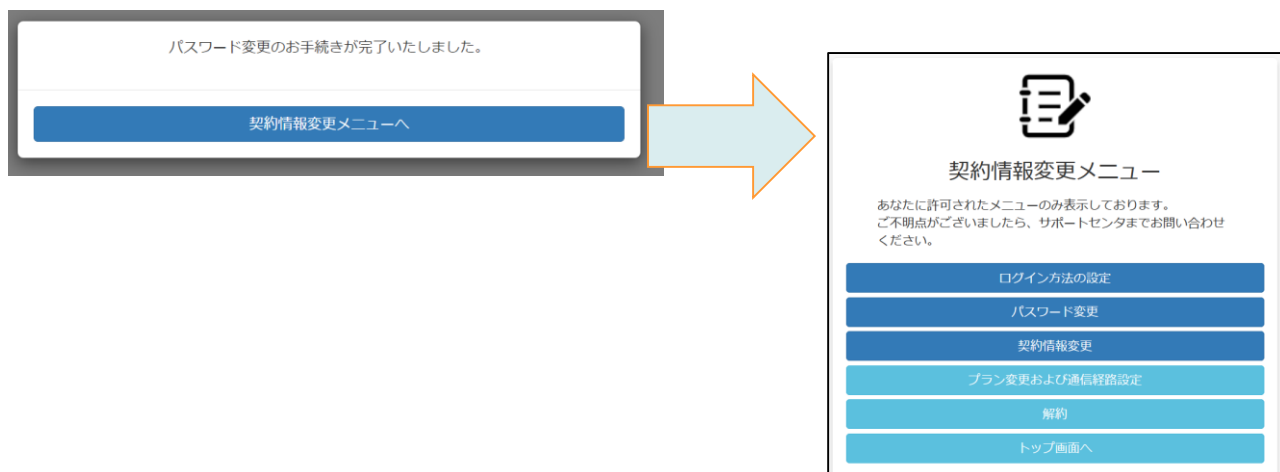 パスワード変更のお手続きが完了いたしました。
契約情報変更メニューへ
契約情報変更メニュー
あなたに許可されたメニューのみ表示しております。
ご不明点がございましたら、サポートセンタまでお問い合わせ
ください。
ログイン方法の設定
パスワード変更
契約情報変更
プラン変更および通信経路設定
解約
トップ画面へ